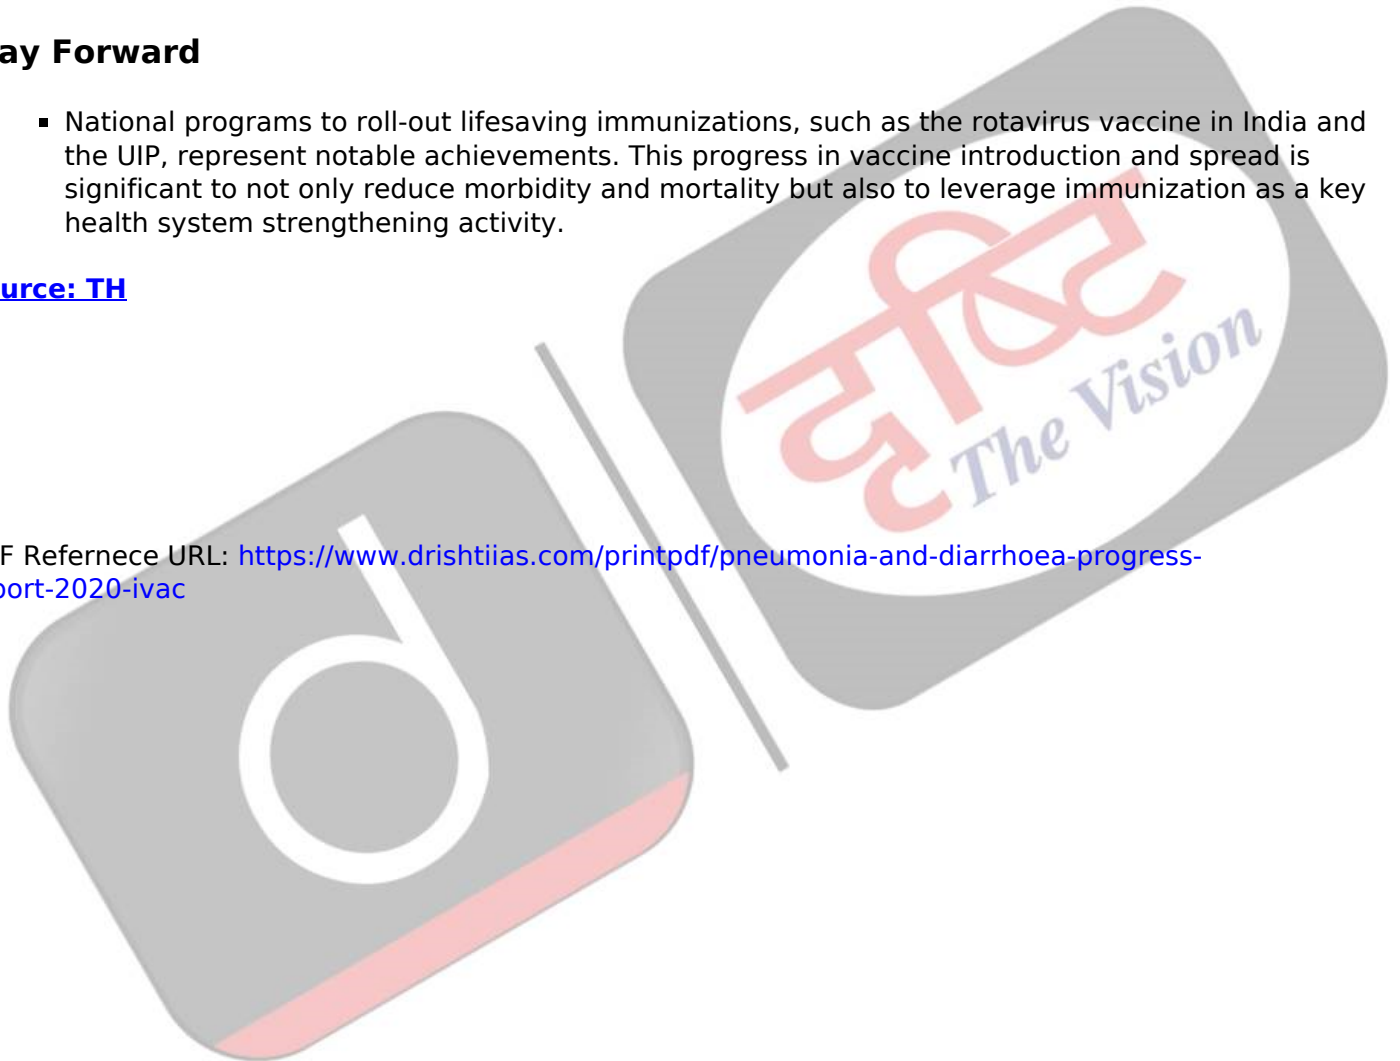 ay Forward
▪ National programs to roll-out lifesaving immunizations, such as the rotavirus vaccine in India and
the UIP, represent notable achievements. This progress in vaccine introduction and spread is
significant to not only reduce morbidity and mortality but also to leverage immunization as a key
health system strengthening activity.
urce: TH
दृष्टि
The Vision
F Refernece URL: https://www.drishtiias.com/printpdf/pneumonia-and-diarrhoea-progress-
port-2020-ivac
d